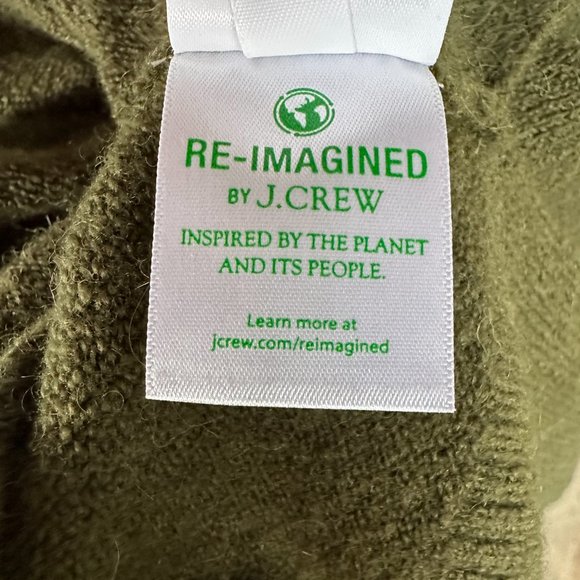 RE-IMAGINED
BY J.CREW
INSPIRED BY THE PLANET
AND ITS PEOPLE.
Learn more at
jcrew.com/reimagined